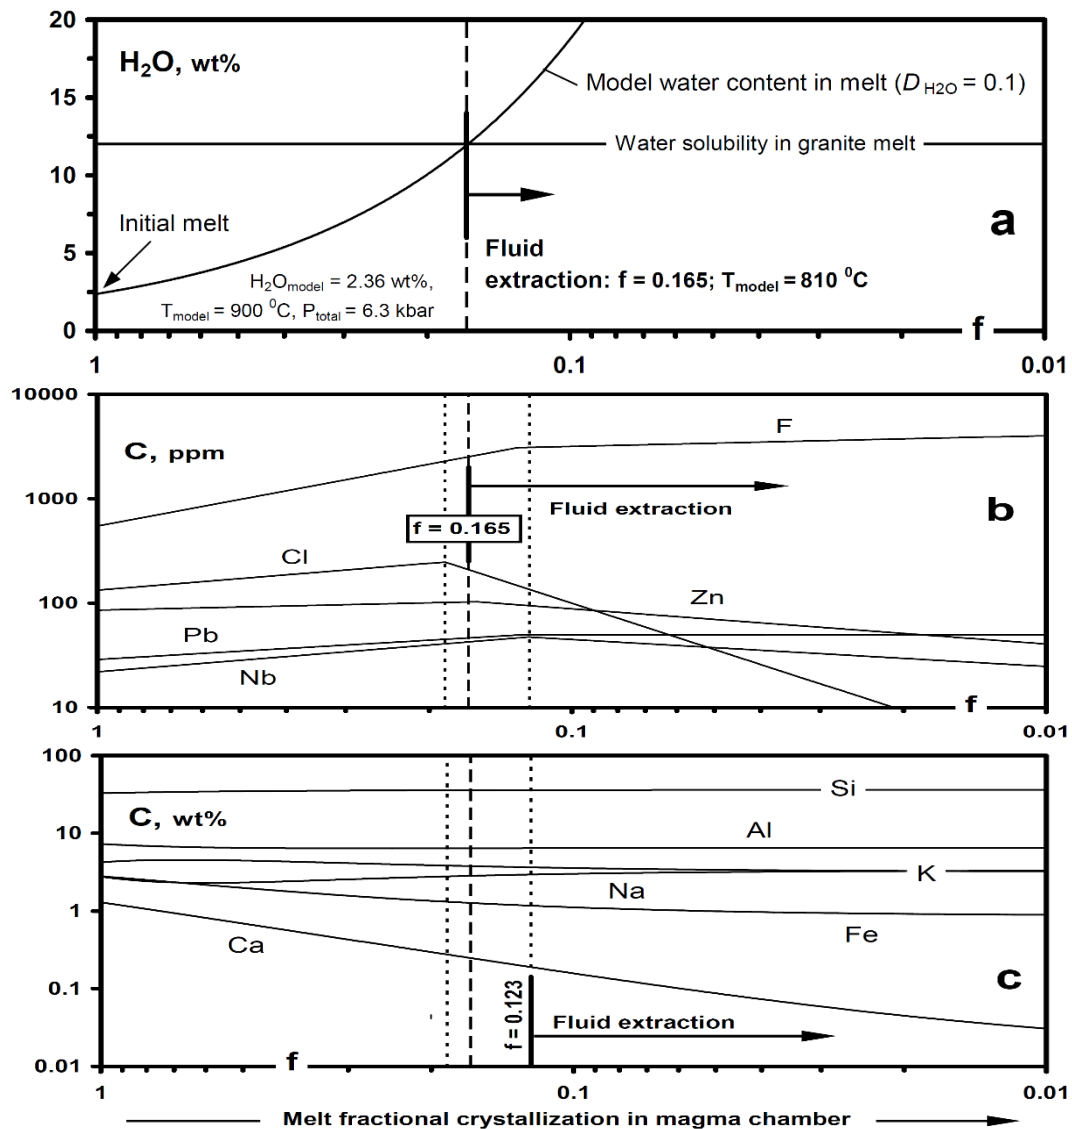 20
H2O, wt%
Model water content in melt (D H2O = 0.1)
15
Water solubility in granite melt
10
Initial melt
a
Fluid
extraction: f = 0.165; Tmodel = 810 ⁰C
5
H2Omodel = 2.36 wt%,
Tmodel = 900 ⁰C, Ptotal = 6.3 kbar
0
f
1
0.1
0.01
10000
F
C, ppm
1000
Fluid extraction
b
f = 0.165
Cl
Zn
100
Pb
Nb
10
f
1
0.1
0.01
100
Si
C, wt%
Al
10
K
Na
1
Ca
Fe
c
0.1
f = 0.123
Fluid extraction
0.01
f
1
0.1
0.01
Melt fractional crystallization in magma chamber